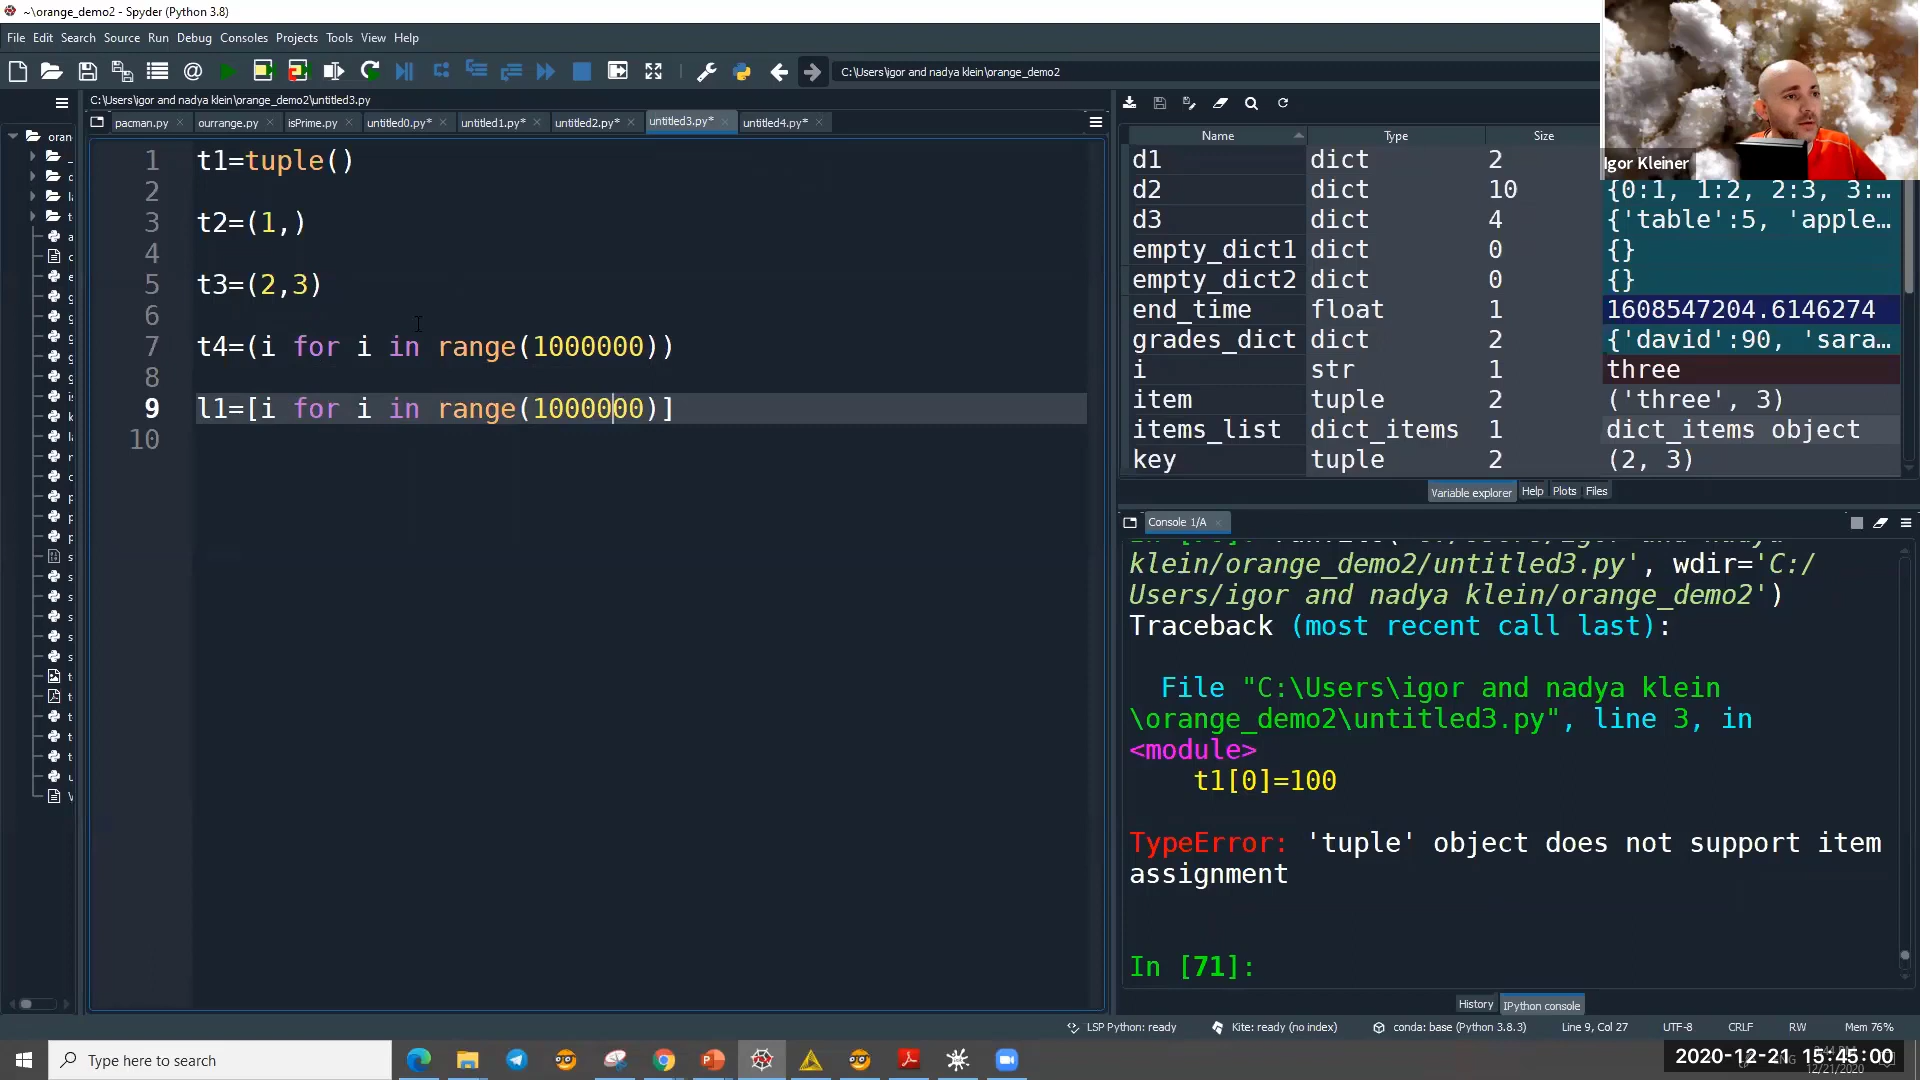 ~\orange_demo2 - Spyder (Python 3.8)
File Edit Search Source Run Debug Consoles Projects Tools View Help
C:\Users\igor and nadya klein\orange_demo2
C:\Users\igor and nadya klein\orange_demo2\untitled3.py
pacman.py ourrange.py isPrime.py untitled0.py* untitled1.py* untitled2.py* untitled3.py* untitled4.py*
oran
1 t1=tuple()
2
3 t2=(1,)
4
5 t3=(2,3)
6
7 t4=(i for i in range(1000000))
8
9 l1=[i for i in range(1000000)]
10
Name Type Size
d1 dict 2
d2 dict 10 {0:1, 1:2, 2:3, 3:...
d3 dict 4 {'table':5, 'apple...
empty_dict1 dict 0 {}
empty_dict2 dict 0 {}
end_time float 1 1608547204.6146274
grades_dict dict 2 {'david':90, 'sara...
i str 1 three
item tuple 2 ('three', 3)
items_list dict_items 1 dict_items object
key tuple 2 (2, 3)
Igor Kleiner
Variable explorer Help Plots Files
Console 1/A
klein/orange_demo2/untitled3.py', wdir='C:/
Users/igor and nadya klein/orange_demo2')
Traceback (most recent call last):
File "C:\Users\igor and nadya klein
\orange_demo2\untitled3.py", line 3, in
<module>
t1[0]=100
TypeError: 'tuple' object does not support item
assignment
In [71]:
History IPython console
LSP Python: ready Kite: ready (no index) conda: base (Python 3.8.3) Line 9, Col 27 UTF-8 CRLF RW Mem 76%
Type here to search
2020-12-21 15:45:00
12/21/2020